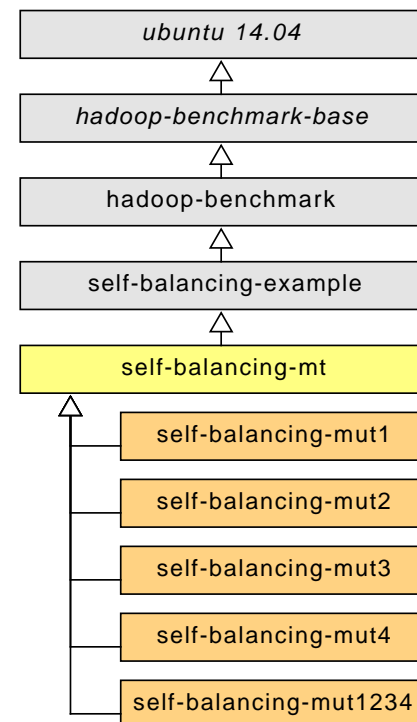 ubuntu 14.04
hadoop-benchmark-base
hadoop-benchmark
self-balancing-example
self-balancing-mt
self-balancing-mut1
self-balancing-mut2
self-balancing-mut3
self-balancing-mut4
self-balancing-mut1234